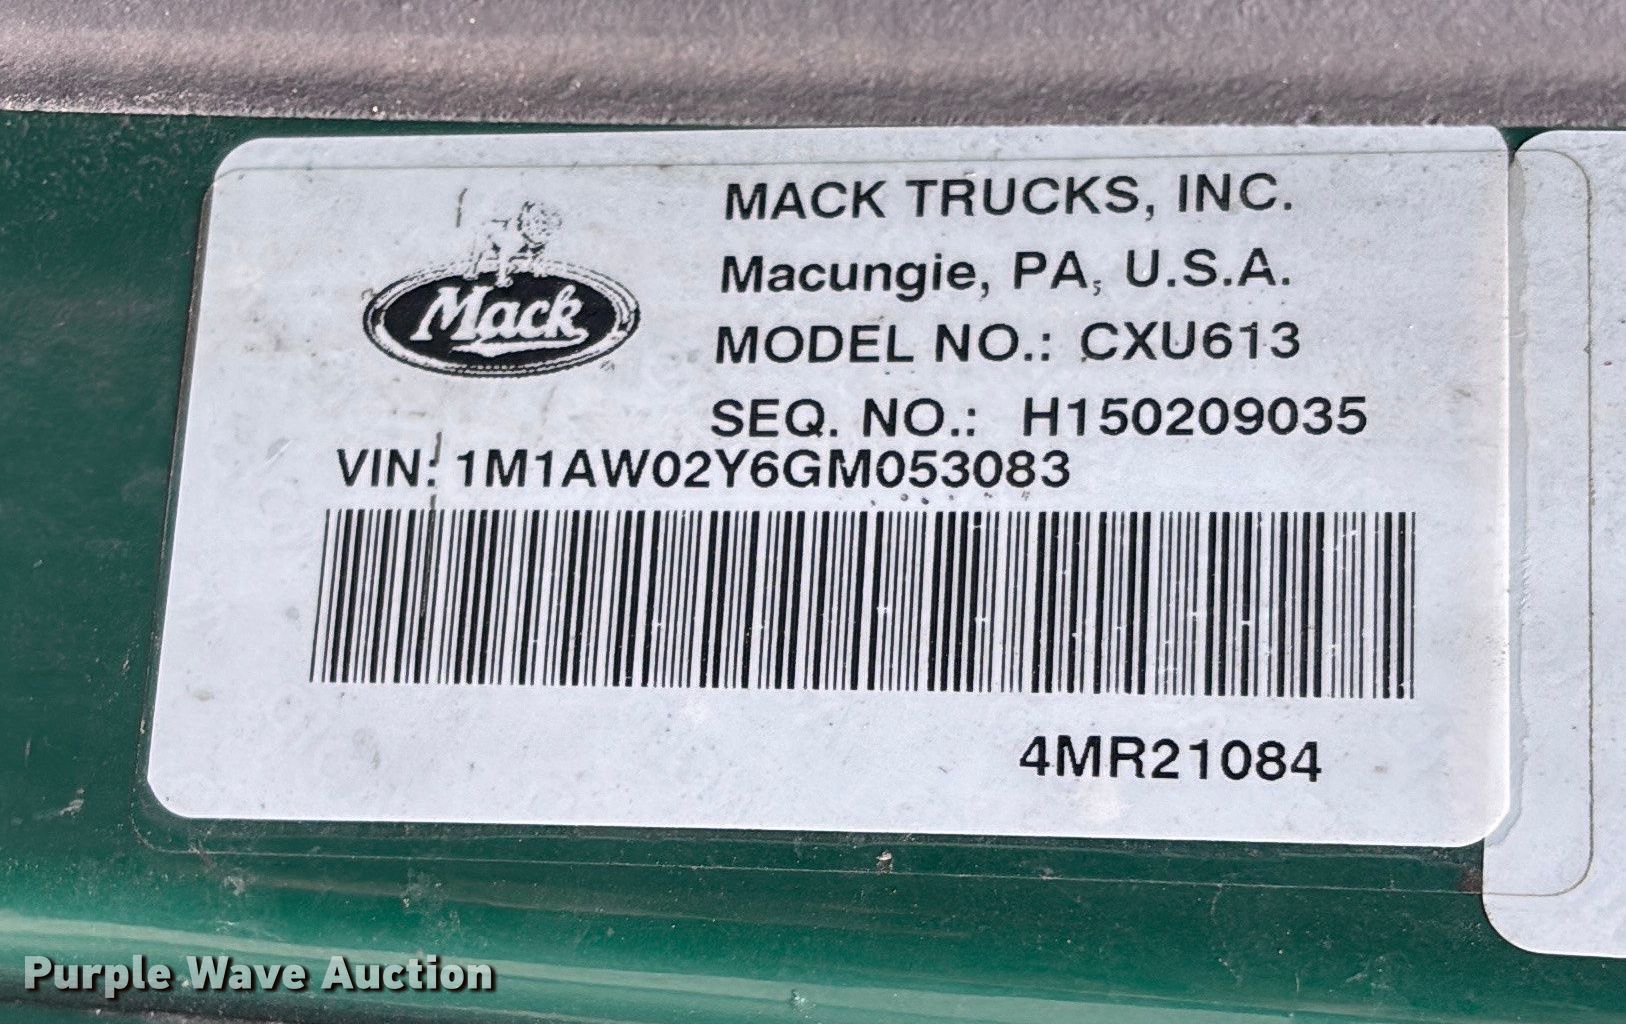 MACK TRUCKS, INC.
Macungie, PA, U.S.A.
Mack
MODEL NO.: CXU613
SEQ. NO.: H150209035
VIN: 1M1AW02Y6GM053083
4MR21084
Purple Wave Auction